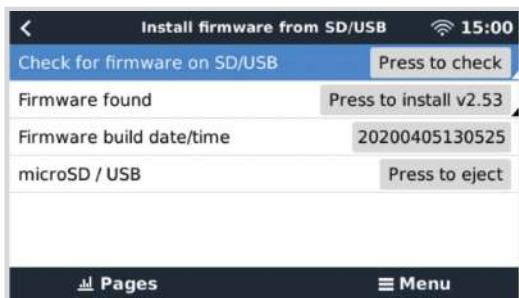 Install firmware from SD/USB 15:00
Check for firmware on SD/USB Press to check
Firmware found Press to install v2.53
Firmware build date/time 20200405130525
microSD / USB Press to eject
Pages Menu